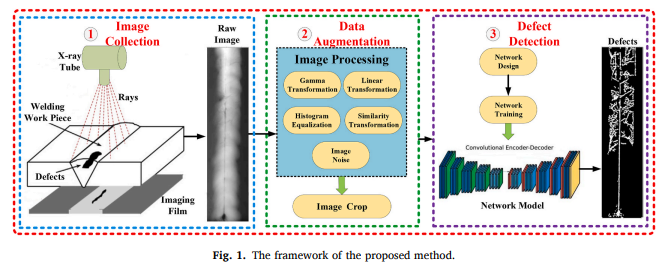 ① Image
Collection
X-ray
Tube
Rays
Welding
Work Piece
Defects
Imaging
Film
Raw
Image
② Data
Augmentation
Image Processing
Gamma
Transformation
Linear
Transformation
Histogram
Equalization
Similarity
Transformation
Image
Noise
Image Crop
③ Defect
Detection
Network
Design
Network
Training
Convolutional Encoder-Decoder
Network Model
Defects
Fig. 1. The framework of the proposed method.